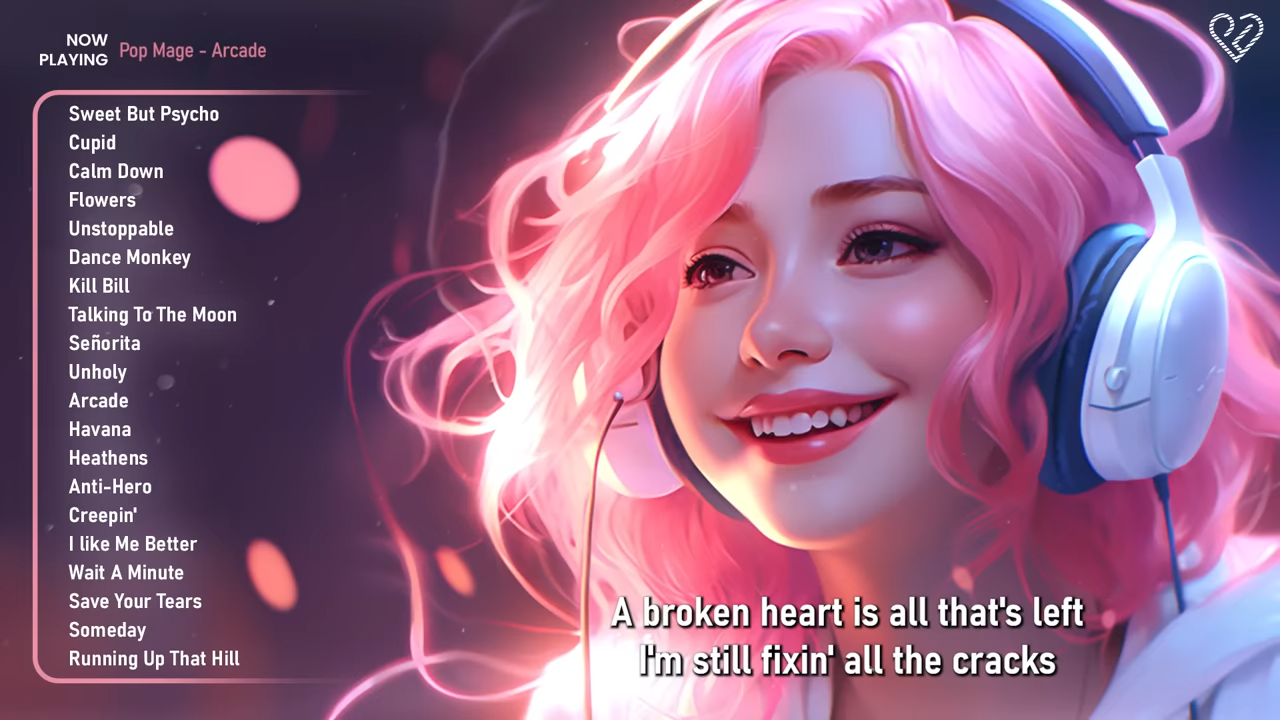 NOW
PLAYING
Pop Mage - Arcade
Sweet But Psycho
Cupid
Calm Down
Flowers
Unstoppable
Dance Monkey
Kill Bill
Talking To The Moon
Señorita
Unholy
Arcade
Havana
Heathens
Anti-Hero
Creepin'
I like Me Better
Wait A Minute
Save Your Tears
Someday
Running Up That Hill
A broken heart is all that's left
I'm still fixin' all the cracks